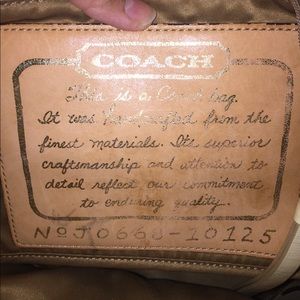 COACH
This is a Coach bag.
It was handcrafted from the
finest materials. Its superior
craftsmanship and attention to
detail reflect our commitment
to enduring quality.
Nº J0668-10125